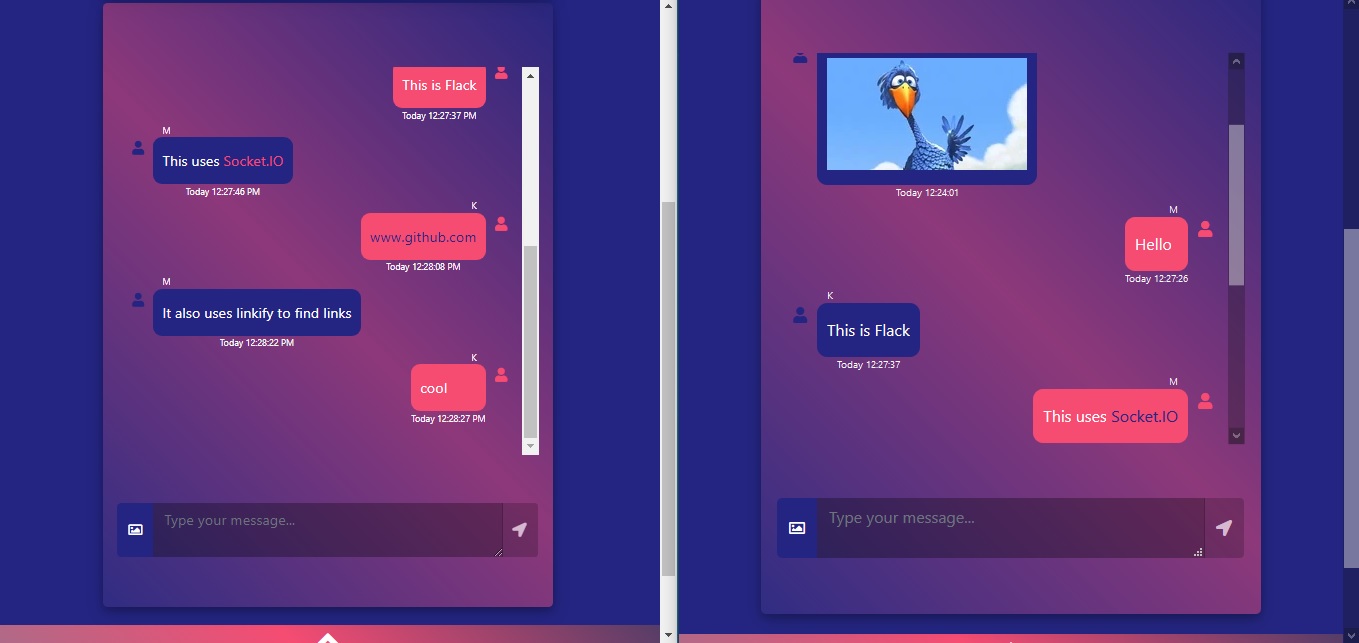 This is Flack
Today 12:27:37 PM
M
This uses Socket.IO
Today 12:27:46 PM
K
www.github.com
Today 12:28:08 PM
M
It also uses linkify to find links
Today 12:28:22 PM
K
cool
Today 12:28:27 PM
Type your message...
Today 12:24:01
M
Hello
Today 12:27:26
K
This is Flack
Today 12:27:37
M
This uses Socket.IO
Type your message...